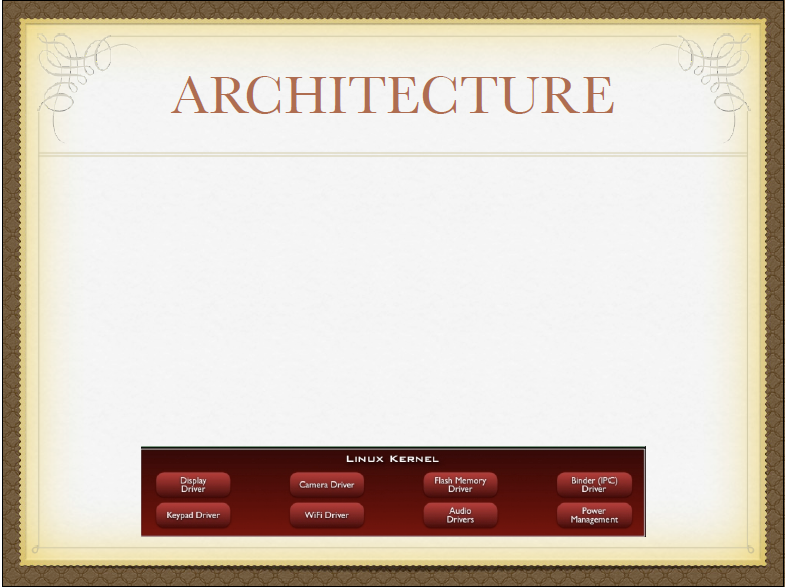 ARCHITECTURE
LINUX KERNEL
Display
Driver
Camera Driver
Flash Memory
Driver
Binder (IPC)
Driver
Keypad Driver
WiFi Driver
Audio
Drivers
Power
Management